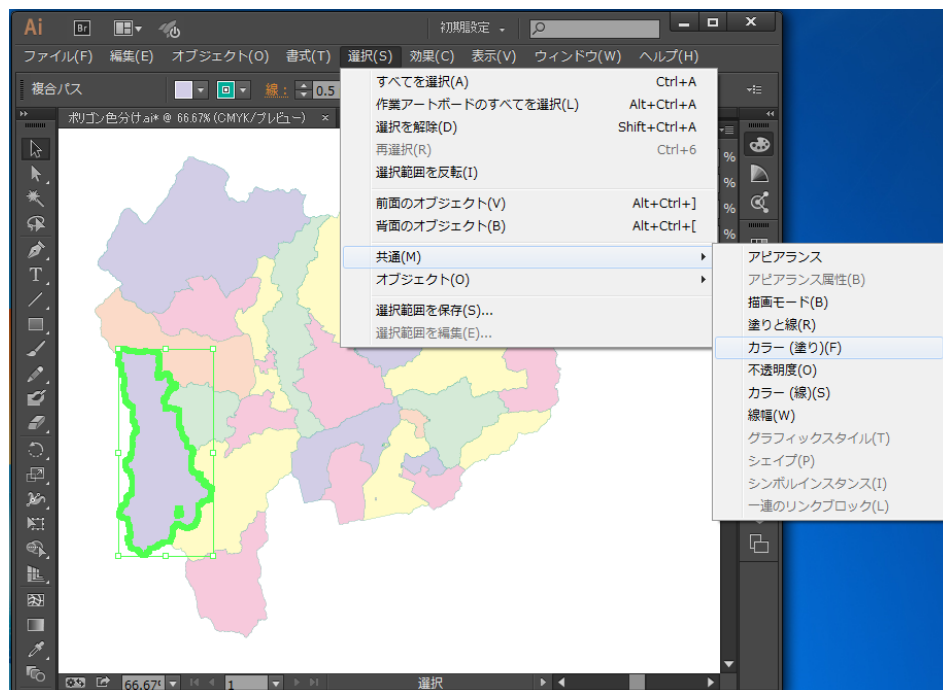 Ai Br 初期設定
ファイル(F) 編集(E) オブジェクト(O) 書式(T) 選択(S) 効果(C) 表示(V) ウィンドウ(W) ヘルプ(H)
複合パス 線： 0.5
ポリゴン色分け.ai* @ 66.67% (CMYK/プレビュー) ×
すべてを選択(A) Ctrl+A
作業アートボードのすべてを選択(L) Alt+Ctrl+A
選択を解除(D) Shift+Ctrl+A
再選択(R) Ctrl+6
選択範囲を反転(I)
前面のオブジェクト(V) Alt+Ctrl+]
背面のオブジェクト(B) Alt+Ctrl+[
共通(M)
オブジェクト(O)
選択範囲を保存(S)...
選択範囲を編集(E)...
%
%
%
%
アピアランス
アピアランス属性(B)
描画モード(B)
塗りと線(R)
カラー (塗り)(F)
不透明度(O)
カラー (線)(S)
線幅(W)
グラフィックスタイル(T)
シェイプ(P)
シンボルインスタンス(I)
一連のリンクブロック(L)
66.67% 1 選択